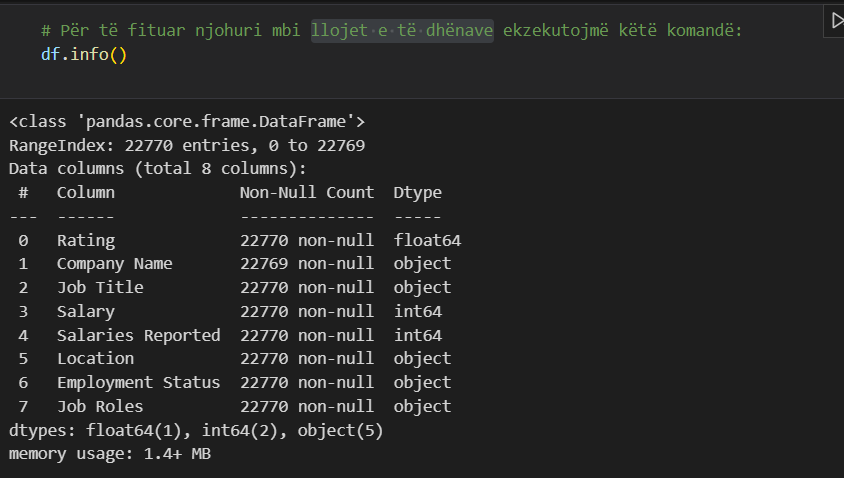 # Për të fituar njohuri mbi llojet e të dhënave ekzekutojmë këtë komandë:
df.info()
<class 'pandas.core.frame.DataFrame'>
RangeIndex: 22770 entries, 0 to 22769
Data columns (total 8 columns):
 #   Column             Non-Null Count  Dtype
---  ------             --------------  -----
 0   Rating             22770 non-null  float64
 1   Company Name       22769 non-null  object
 2   Job Title          22770 non-null  object
 3   Salary             22770 non-null  int64
 4   Salaries Reported  22770 non-null  int64
 5   Location           22770 non-null  object
 6   Employment Status  22770 non-null  object
 7   Job Roles          22770 non-null  object
dtypes: float64(1), int64(2), object(5)
memory usage: 1.4+ MB